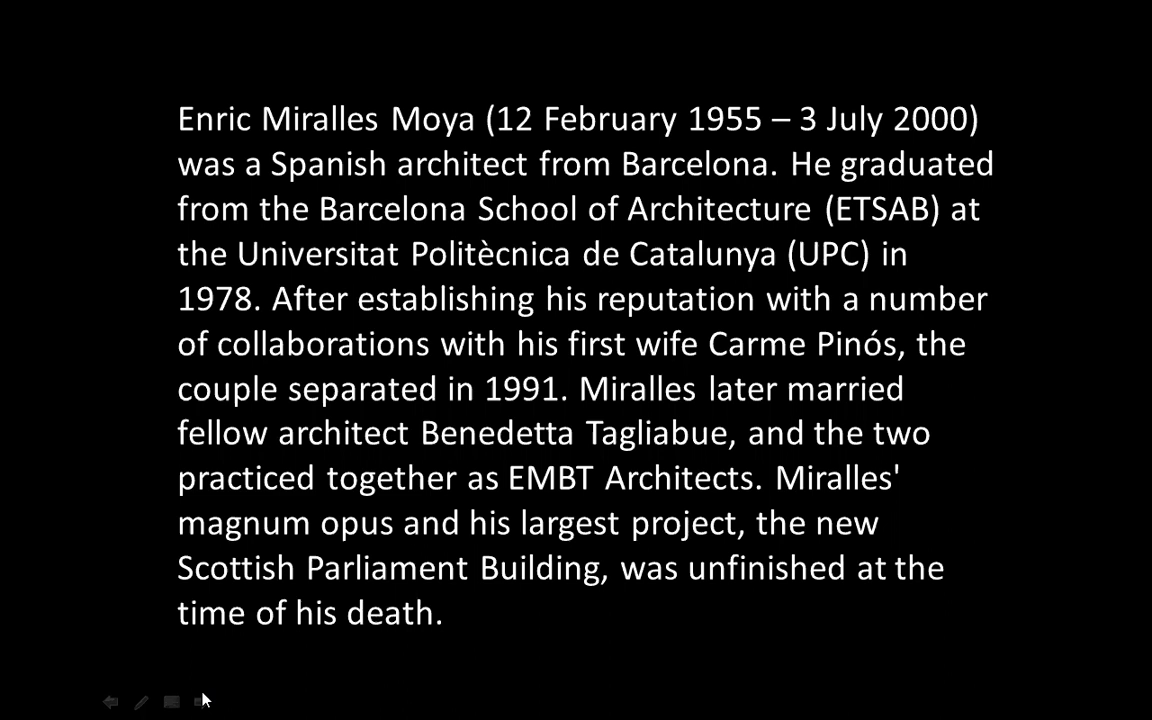 Enric Miralles Moya (12 February 1955 – 3 July 2000)
was a Spanish architect from Barcelona. He graduated
from the Barcelona School of Architecture (ETSAB) at
the Universitat Politècnica de Catalunya (UPC) in
1978. After establishing his reputation with a number
of collaborations with his first wife Carme Pinós, the
couple separated in 1991. Miralles later married
fellow architect Benedetta Tagliabue, and the two
practiced together as EMBT Architects. Miralles'
magnum opus and his largest project, the new
Scottish Parliament Building, was unfinished at the
time of his death.